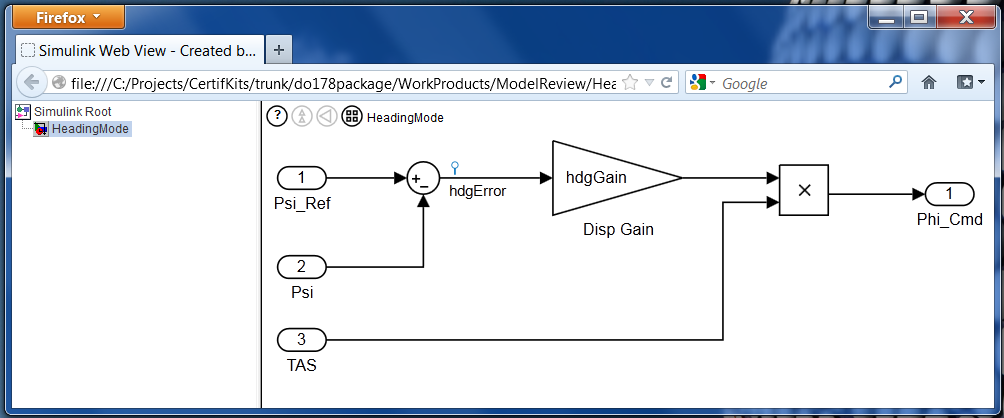 Firefox
Simulink Web View - Created b...
+
file:///C:/Projects/CertifKits/trunk/do178package/WorkProducts/ModelReview/Hea
Google
Simulink Root
HeadingMode
? HeadingMode
1
Psi_Ref
+
−
hdgError
hdgGain
Disp Gain
×
1
Phi_Cmd
2
Psi
3
TAS